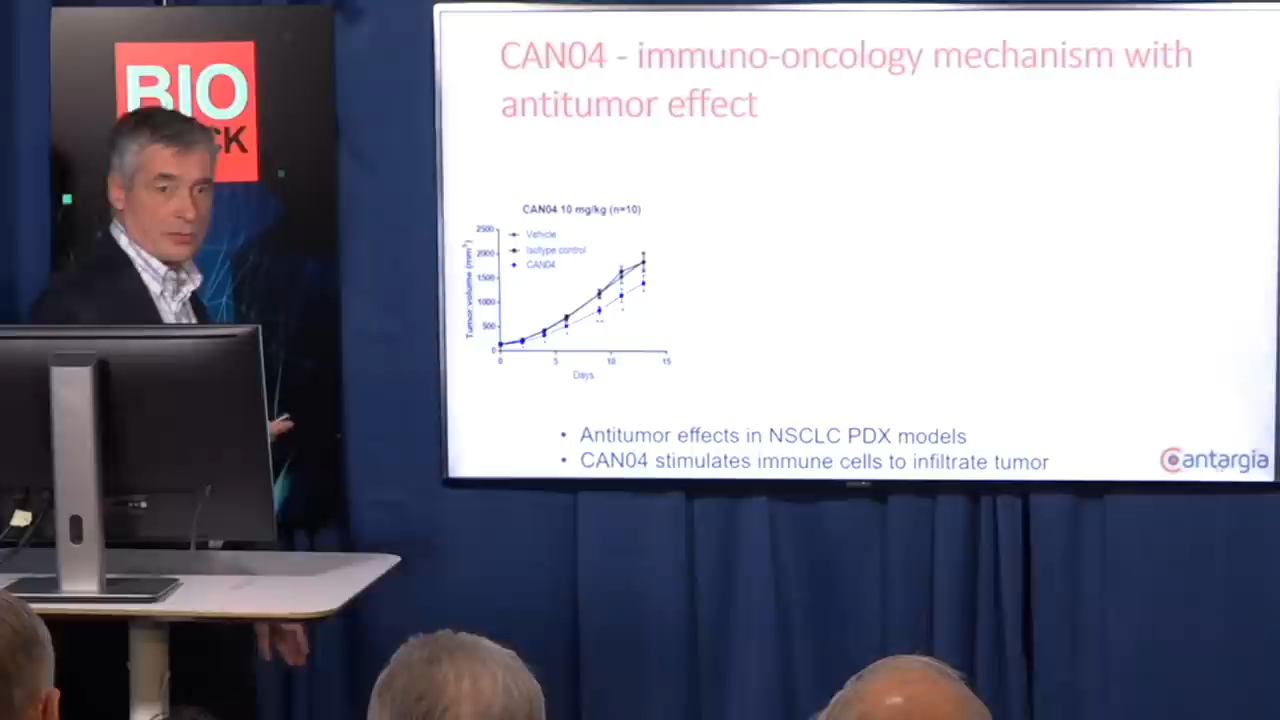 BIO
CK
CAN04 - immuno-oncology mechanism with
antitumor effect
CAN04 10 mg/kg (n=10)
Vehicle
Isotype control
CAN04
Tumor volume (mm³)
2500
2000
1500
1000
500
0
0 5 10 15
Days
• Antitumor effects in NSCLC PDX models
• CAN04 stimulates immune cells to infiltrate tumor
Cantargia